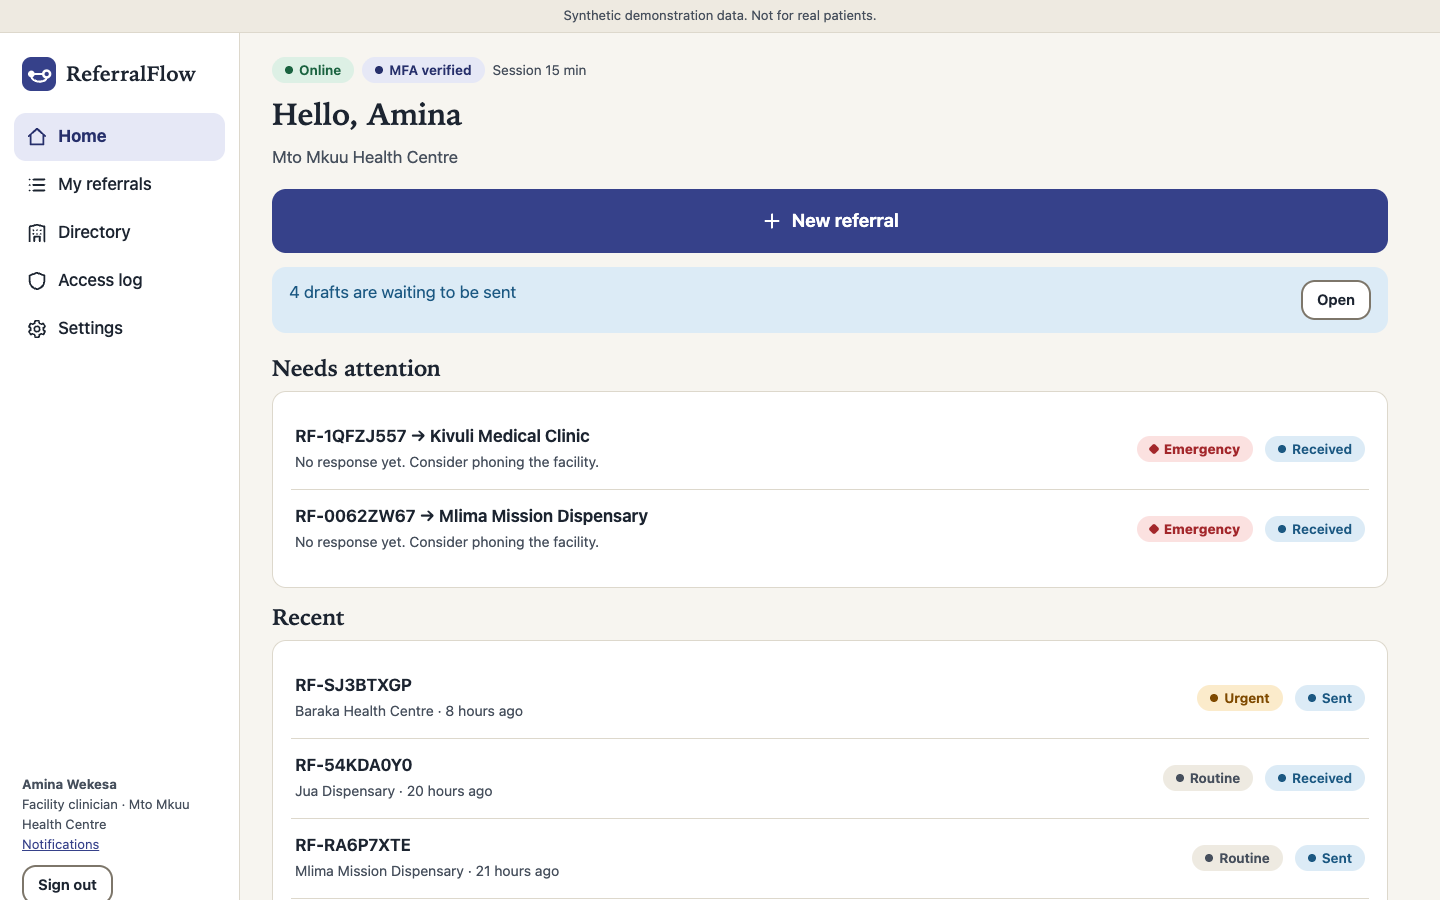 Synthetic demonstration data. Not for real patients.
ReferralFlow
Home
My referrals
Directory
Access log
Settings
Amina Wekesa
Facility clinician · Mto Mkuu
Health Centre
Notifications
Sign out
Online
MFA verified
Session 15 min
Hello, Amina
Mto Mkuu Health Centre
+ New referral
4 drafts are waiting to be sent
Open
Needs attention
RF-1QFZJ557 → Kivuli Medical Clinic
No response yet. Consider phoning the facility.
Emergency
Received
RF-0062ZW67 → Mlima Mission Dispensary
No response yet. Consider phoning the facility.
Emergency
Received
Recent
RF-SJ3BTXGP
Baraka Health Centre · 8 hours ago
Urgent
Sent
RF-54KDA0Y0
Jua Dispensary · 20 hours ago
Routine
Received
RF-RA6P7XTE
Mlima Mission Dispensary · 21 hours ago
Routine
Sent